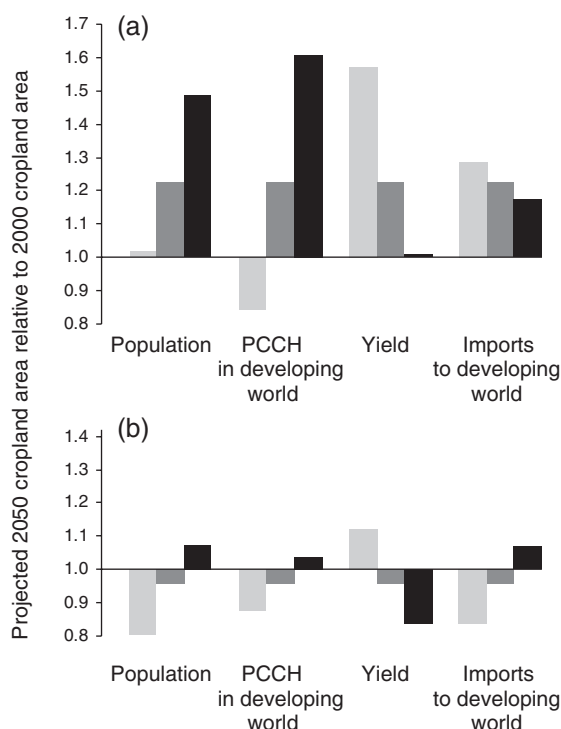 Projected 2050 cropland area relative to 2000 cropland area
(a)
1.7
1.6
1.5
1.4
1.3
1.2
1.1
1.0
0.9
0.8
Population
PCCH
in developing
world
Yield
Imports
to developing
world
(b)
1.4
1.3
1.2
1.1
1.0
0.9
0.8
Population
PCCH
in developing
world
Yield
Imports
to developing
world